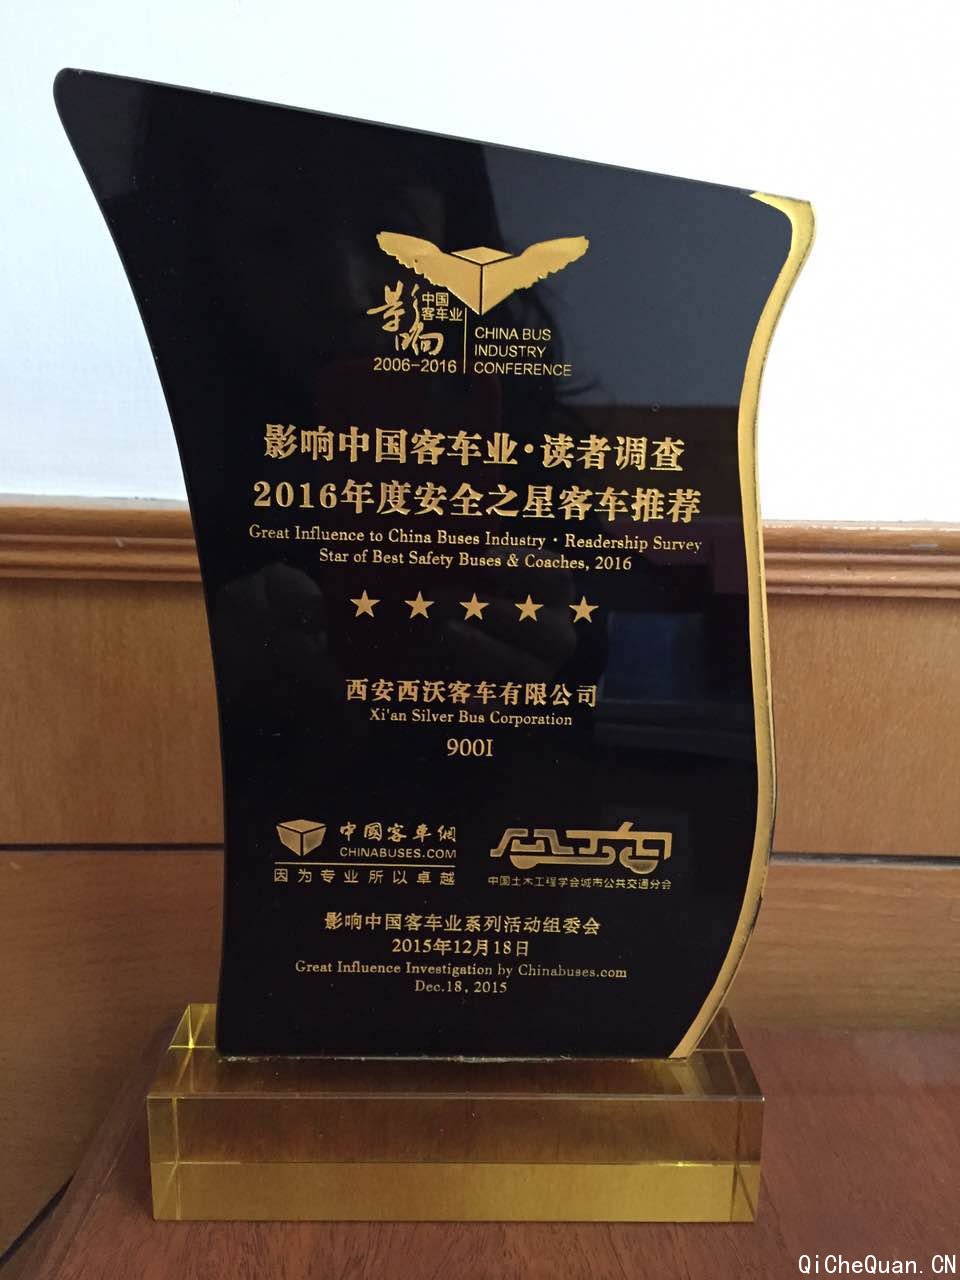 影响
中国
客车业
2006-2016
CHINA BUS
INDUSTRY
CONFERENCE
影响中国客车业·读者调查
2016年度安全之星客车推荐
Great Influence to China Buses Industry · Readership Survey
Star of Best Safety Buses & Coaches, 2016
西安西沃客车有限公司
Xi'an Silver Bus Corporation
900I
中國客車網
CHINABUSES.COM
因为专业所以卓越
中国土木工程学会城市公共交通分会
影响中国客车业系列活动组委会
2015年12月18日
Great Influence Investigation by Chinabuses.com
Dec.18, 2015
QiCheQuan.CN